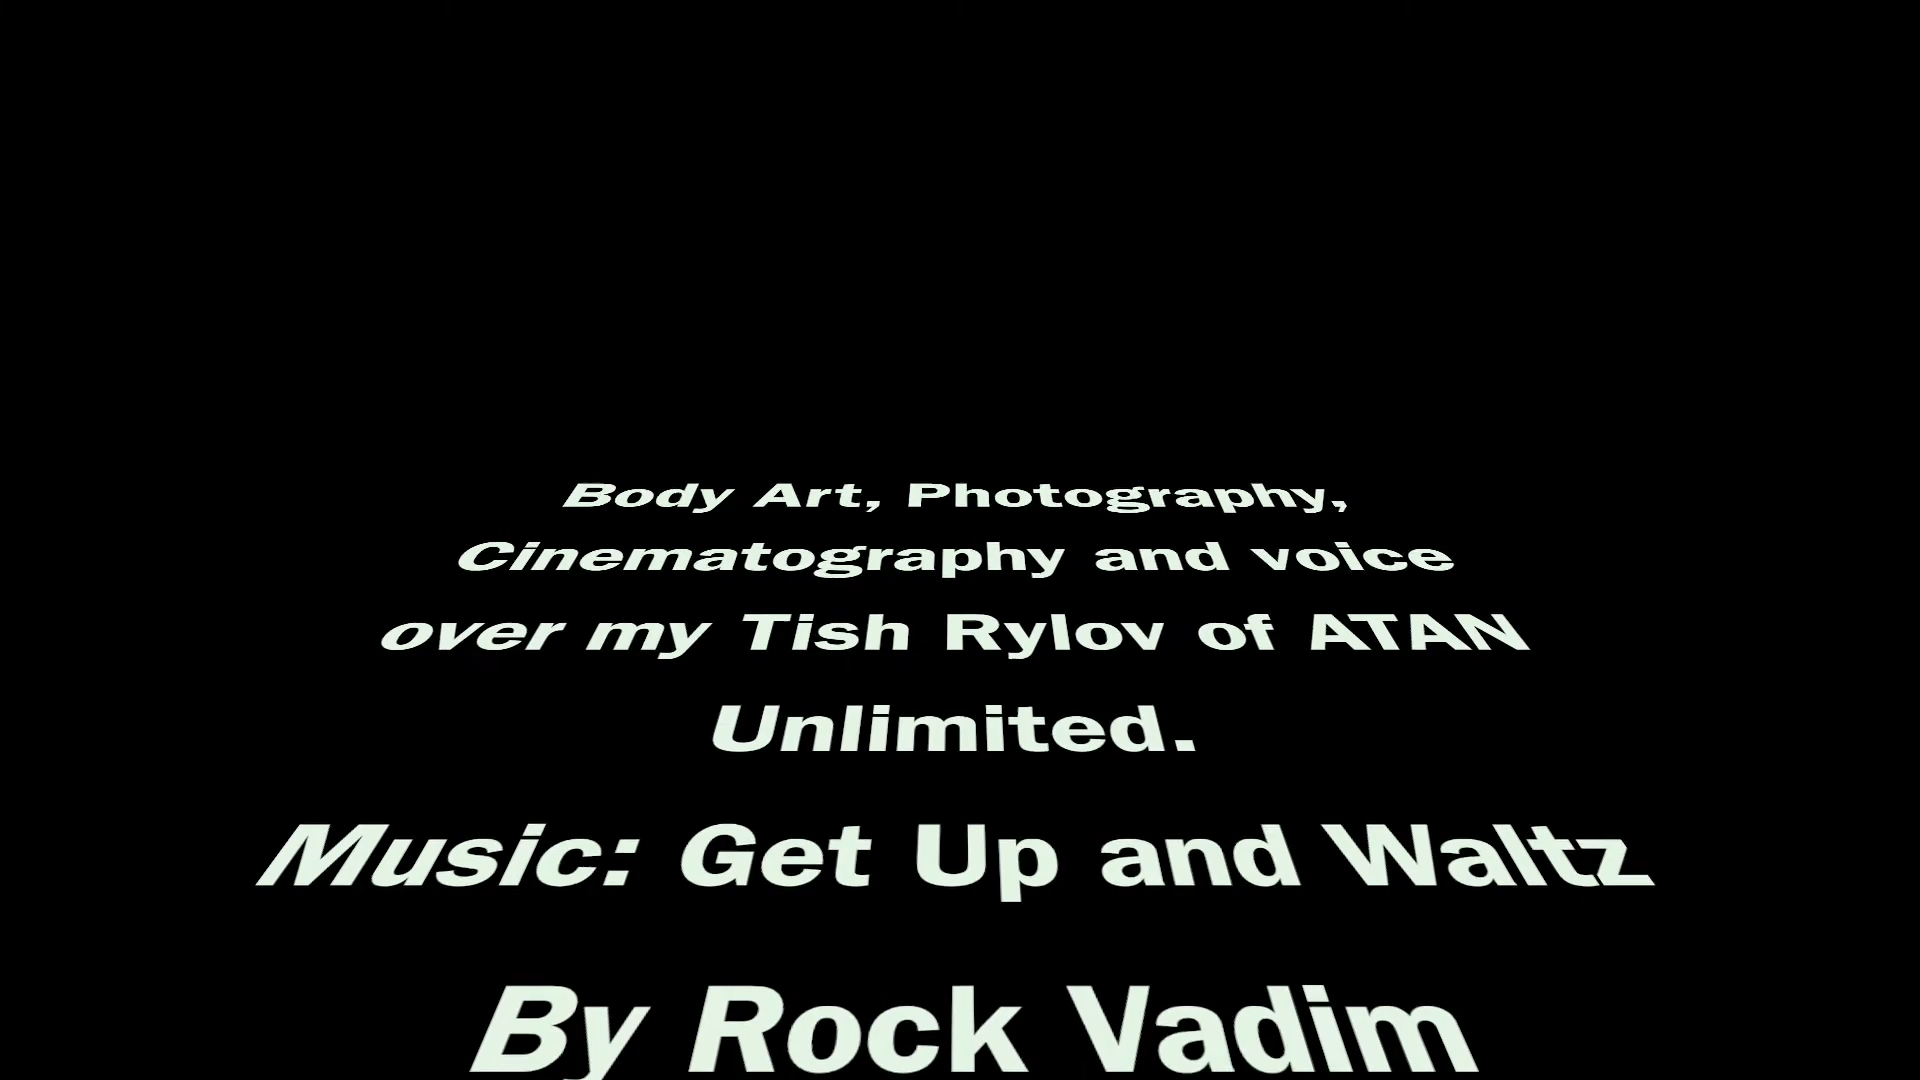 Body Art, Photography,
Cinematography and voice
over my Tish Rylov of ATAN
Unlimited.
Music: Get Up and Waltz
By Rock Vadim